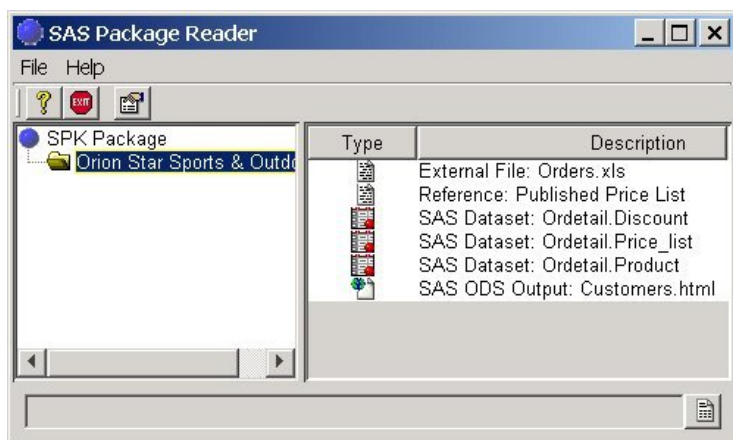 SAS Package Reader
File Help
EXIT
SPK Package
Orion Star Sports & Outdo
Type Description
External File: Orders.xls
Reference: Published Price List
SAS Dataset: Ordetail.Discount
SAS Dataset: Ordetail.Price_list
SAS Dataset: Ordetail.Product
SAS ODS Output: Customers.html